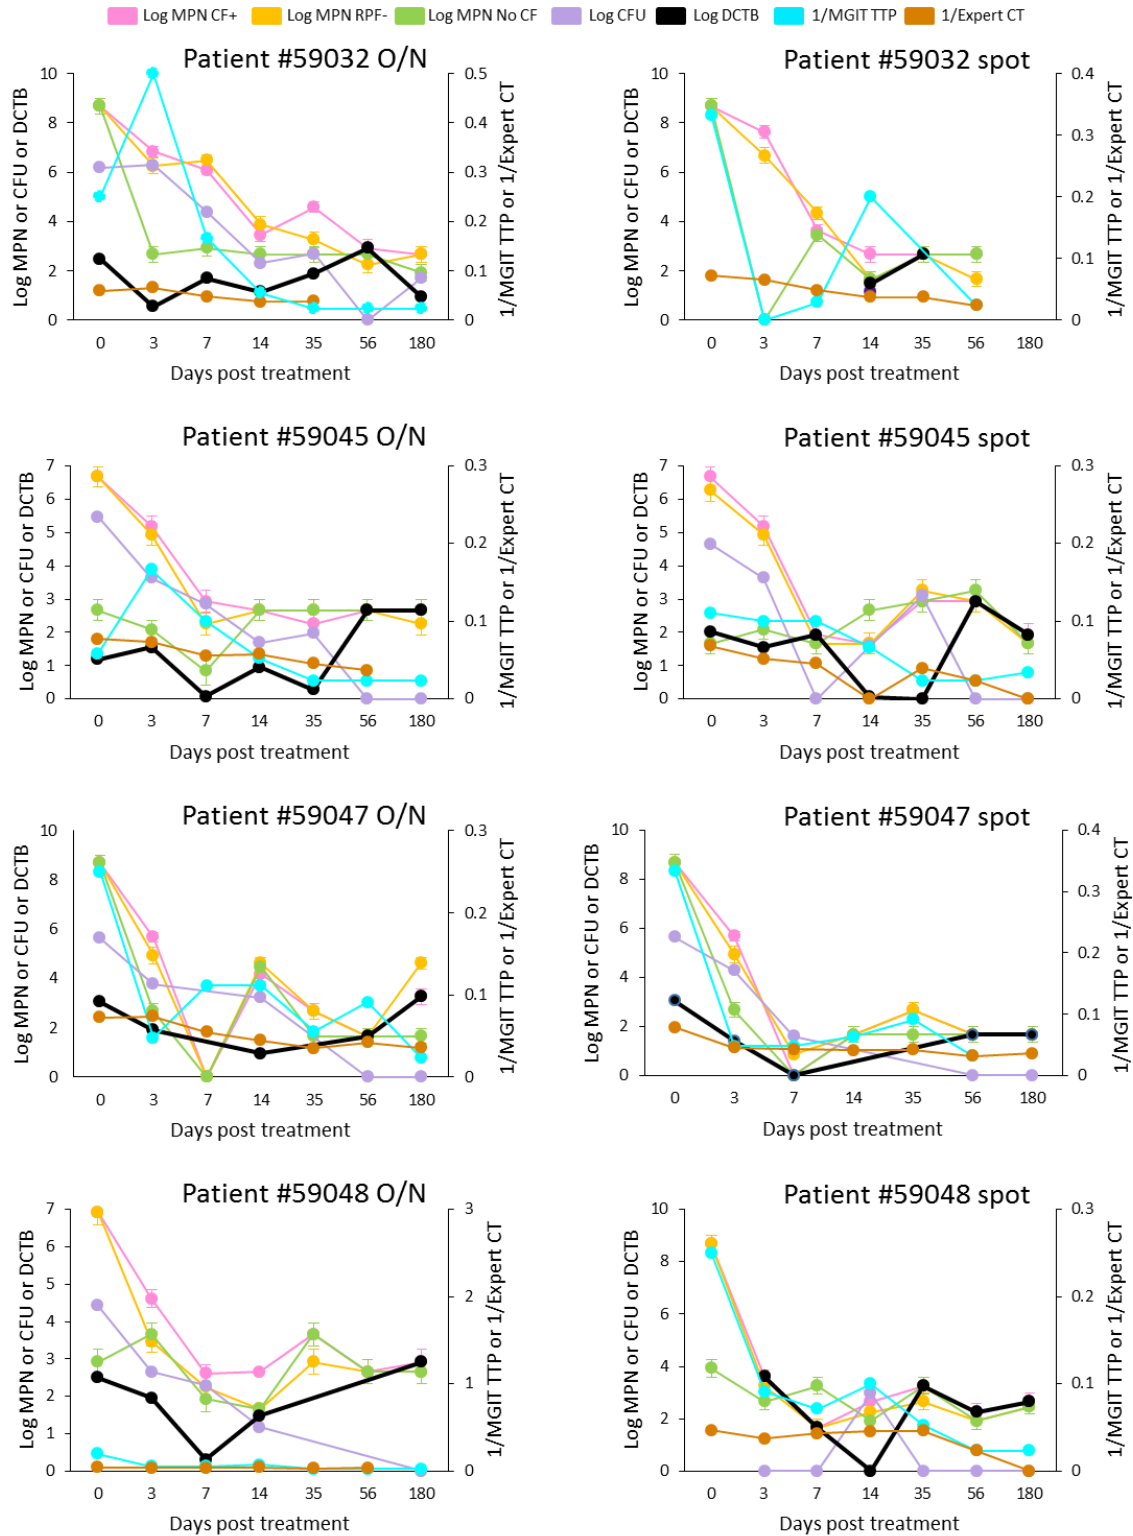 Log MPN CF+ Log MPN RPF- Log MPN No CF Log CFU Log DCTB 1/MGIT TTP 1/Expert CT
Patient #59032 O/N
Log MPN or CFU or DCTB
10
8
6
4
2
0
0.5
0.4
0.3
0.2
0.1
0
1/MGIT TTP or 1/Expert CT
0 3 7 14 35 56 180
Days post treatment
Patient #59032 spot
Log MPN or CFU or DCTB
10
8
6
4
2
0
0.4
0.3
0.2
0.1
0
1/MGIT TTP or 1/Expert CT
0 3 7 14 35 56 180
Days post treatment
Patient #59045 O/N
Log MPN or CFU or DCTB
7
6
5
4
3
2
1
0
0.3
0.2
0.1
0
1/MGIT TTP or 1/Expert CT
0 3 7 14 35 56 180
Days post treatment
Patient #59045 spot
Log MPN or CFU or DCTB
7
6
5
4
3
2
1
0
0.3
0.2
0.1
0
1/MGIT TTP or 1/Expert CT
0 3 7 14 35 56 180
Days post treatment
Patient #59047 O/N
Log MPN or CFU or DCTB
10
8
6
4
2
0
0.3
0.2
0.1
0
1/MGIT TTP or 1/Expert CT
0 3 7 14 35 56 180
Days post treatment
Patient #59047 spot
Log MPN or CFU or DCTB
10
8
6
4
2
0
0.4
0.3
0.2
0.1
0
1/MGIT TTP or 1/Expert CT
0 3 7 14 35 56 180
Days post treatment
Patient #59048 O/N
Log MPN or CFU or DCTB
7
6
5
4
3
2
1
0
3
2
1
0
1/MGIT TTP or 1/Expert CT
0 3 7 14 35 56 180
Days post treatment
Patient #59048 spot
Log MPN or CFU or DCTB
10
8
6
4
2
0
0.3
0.2
0.1
0
1/MGIT TTP or 1/Expert CT
0 3 7 14 35 56 180
Days post treatment